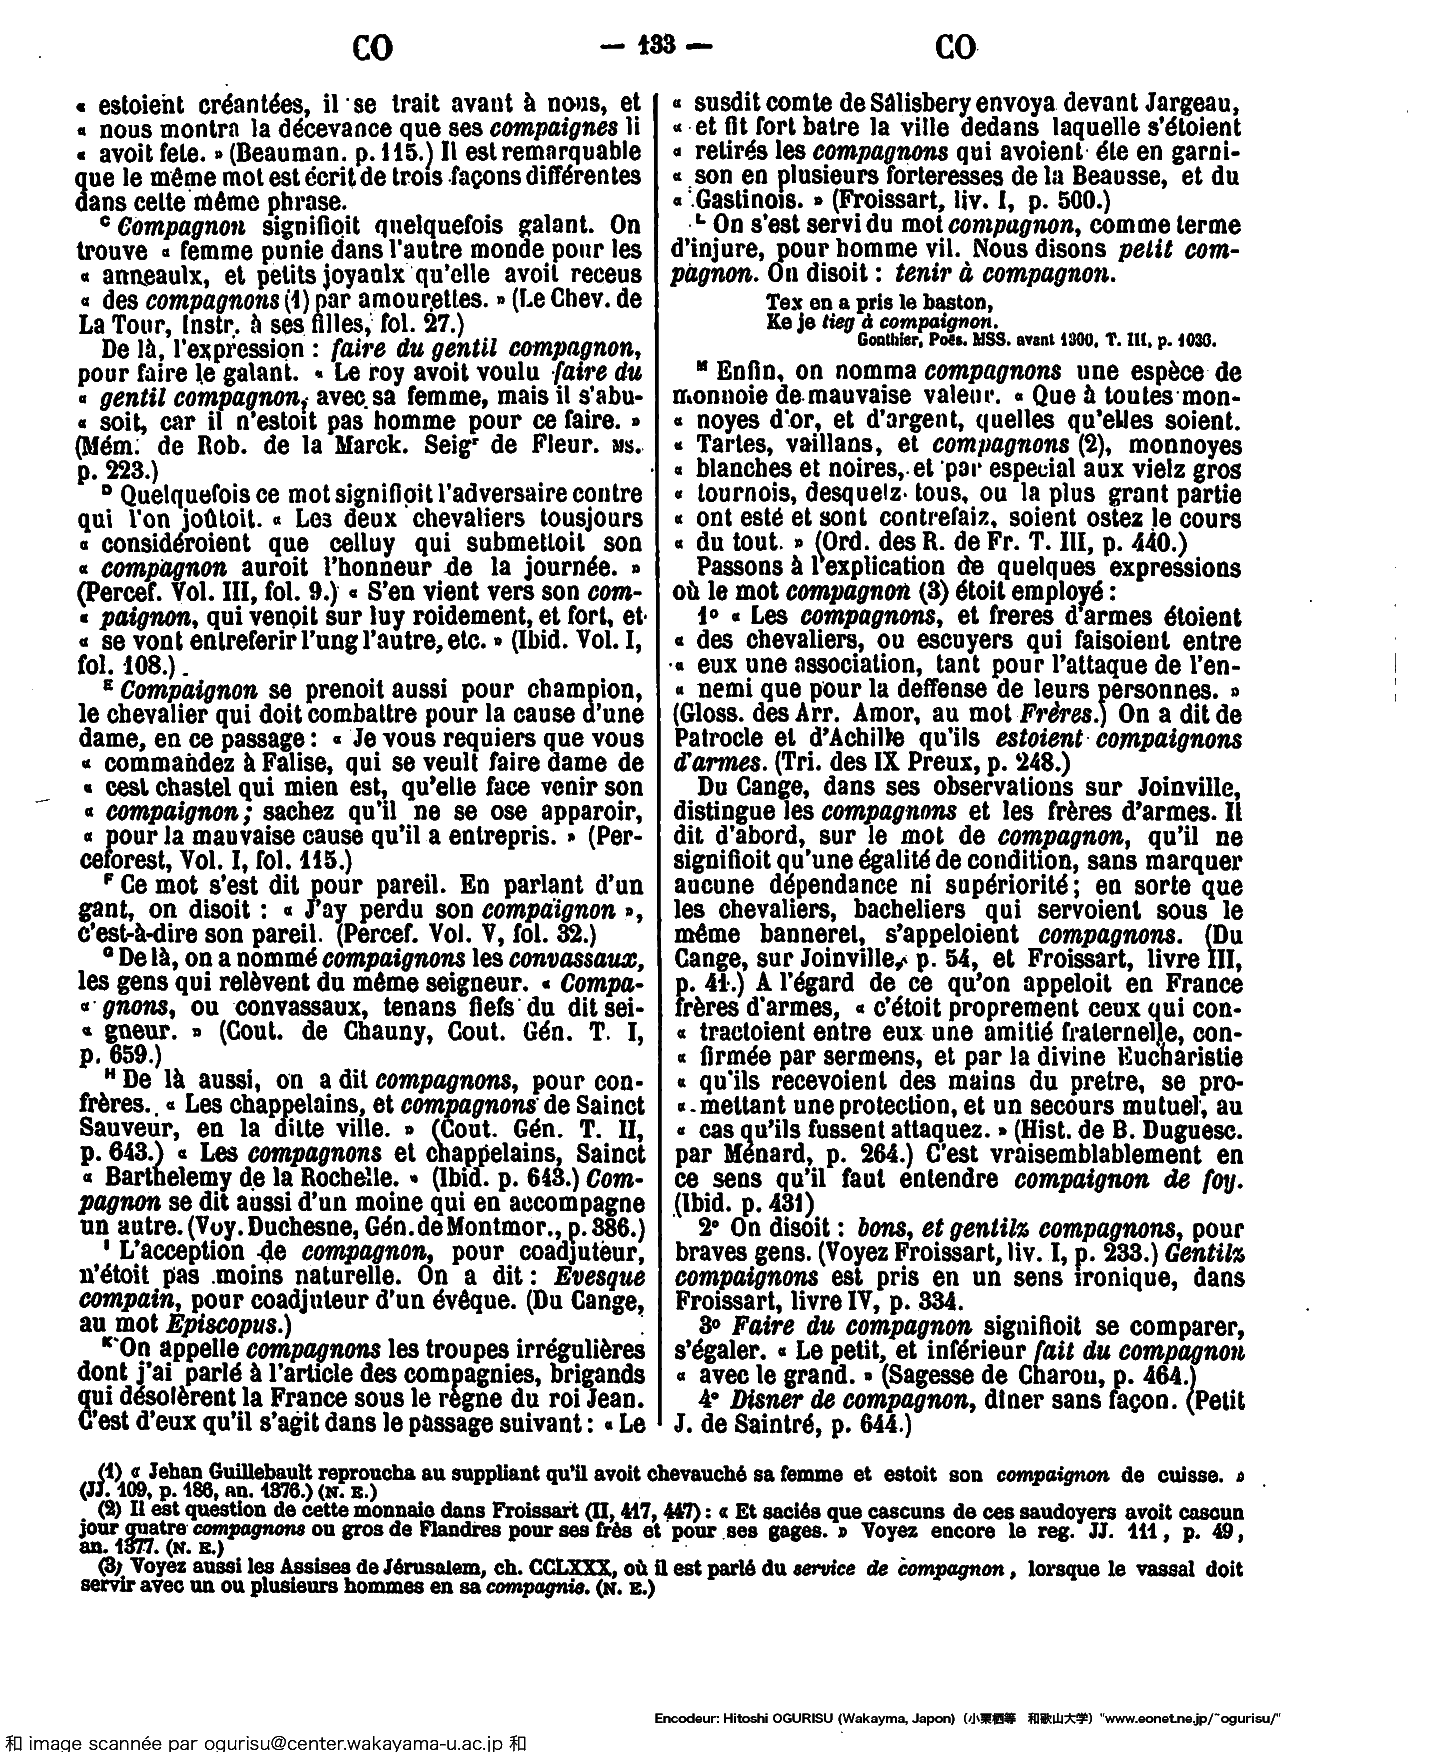 CO — 133 — CO
« estoient créantées, il se trait avant à nous, et
« nous montra la décevance que ses compaignes li
« avoit fete. » (Beauman. p. 115.) Il est remarquable
que le même mot est écrit de trois façons différentes
dans cette même phrase.
C Compagnon signifioit quelquefois galant. On
trouve « femme punie dans l'autre monde pour les
« anneaulx, et petits joyaulx qu'elle avoit receus
« des compagnons (1) par amourettes. » (Le Chev. de
La Tour, Instr. à ses filles, fol. 27.)
De là, l'expression : faire du gentil compagnon,
pour faire le galant. « Le roy avoit voulu faire du
« gentil compagnon, avec sa femme, mais il s'abu-
« soit, car il n'estoit pas homme pour ce faire. »
(Mém. de Rob. de la Marck. Seigr de Fleur. MS.
p. 223.)
D Quelquefois ce mot signifioit l'adversaire contre
qui l'on joûtoit. « Les deux chevaliers tousjours
« considéroient que celluy qui submettoit son
« compagnon auroit l'honneur de la journée. »
(Percef. Vol. III, fol. 9.) « S'en vient vers son com-
« paignon, qui venoit sur luy roidement, et fort, et
« se vont entreferir l'ung l'autre, etc. » (Ibid. Vol. I,
fol. 108.)
E Compaignon se prenoit aussi pour champion,
le chevalier qui doit combattre pour la cause d'une
dame, en ce passage : « Je vous requiers que vous
« commandez à Falise, qui se veult faire dame de
« cest chastel qui mien est, qu'elle face venir son
« compaignon ; sachez qu'il ne se ose apparoir,
« pour la mauvaise cause qu'il a entrepris. » (Per-
ceforest, Vol. I, fol. 115.)
F Ce mot s'est dit pour pareil. En parlant d'un
gant, on disoit : « J'ay perdu son compaignon »,
c'est-à-dire son pareil. (Percef. Vol. V, fol. 32.)
G De là, on a nommé compaignons les convassaux,
les gens qui relèvent du même seigneur. « Compa-
« gnons, ou convassaux, tenans fiefs du dit sei-
« gneur. » (Cout. de Chauny, Cout. Gén. T. I,
p. 659.)
H De là aussi, on a dit compagnons, pour con-
frères. « Les chappelains, et compagnons de Sainct
Sauveur, en la ditte ville. » (Cout. Gén. T. II,
p. 643.) « Les compagnons et chappelains, Sainct
« Barthelemy de la Rochelle. » (Ibid. p. 643.) Com-
pagnon se dit aussi d'un moine qui en accompagne
un autre. (Voy. Duchesne, Gén. de Montmor., p. 386.)
I L'acception de compagnon, pour coadjuteur,
n'étoit pas moins naturelle. On a dit : Evesque
compain, pour coadjuteur d'un évêque. (Du Cange,
au mot Episcopus.)
K On appelle compagnons les troupes irrégulières
dont j'ai parlé à l'article des compagnies, brigands
qui désolèrent la France sous le règne du roi Jean.
C'est d'eux qu'il s'agit dans le passage suivant : « Le
« susdit comte de Salisbery envoya devant Jargeau,
« et fit fort batre la ville dedans laquelle s'étoient
« retirés les compagnons qui avoient éte en garni-
« son en plusieurs forteresses de la Beausse, et du
« Gastinois. » (Froissart, liv. I, p. 500.)
L On s'est servi du mot compagnon, comme terme
d'injure, pour homme vil. Nous disons petit com-
pagnon. On disoit : tenir à compagnon.
Tex en a pris le baston,
Ke je tieg à compaignon.
Gonthier, Poës. MSS. avant 1300, T. III, p. 1030.
M Enfin, on nomma compagnons une espèce de
monnoie de mauvaise valeur. « Que à toutes mon-
« noyes d'or, et d'argent, quelles qu'elles soient.
« Tartes, vaillans, et compagnons (2), monnoyes
« blanches et noires, et par especial aux vielz gros
« tournois, desquelz tous, ou la plus grant partie
« ont esté et sont contrefaiz, soient ostez le cours
« du tout. » (Ord. des R. de Fr. T. III, p. 440.)
Passons à l'explication de quelques expressions
où le mot compagnon (3) étoit employé :
1° « Les compagnons, et freres d'armes étoient
« des chevaliers, ou escuyers qui faisoient entre
« eux une association, tant pour l'attaque de l'en-
« nemi que pour la deffense de leurs personnes. »
(Gloss. des Arr. Amor, au mot Frères.) On a dit de
Patrocle et d'Achille qu'ils estoient compaignons
d'armes. (Tri. des IX Preux, p. 248.)
Du Cange, dans ses observations sur Joinville,
distingue les compagnons et les frères d'armes. Il
dit d'abord, sur le mot de compagnon, qu'il ne
signifioit qu'une égalité de condition, sans marquer
aucune dépendance ni supériorité ; en sorte que
les chevaliers, bacheliers qui servoient sous le
même banneret, s'appeloient compagnons. (Du
Cange, sur Joinville, p. 54, et Froissart, livre III,
p. 41.) A l'égard de ce qu'on appeloit en France
frères d'armes, « c'étoit proprement ceux qui con-
« tractoient entre eux une amitié fraternelle, con-
« firmée par sermens, et par la divine Eucharistie
« qu'ils recevoient des mains du pretre, se pro-
« mettant une protection, et un secours mutuel, au
« cas qu'ils fussent attaquez. » (Hist. de B. Duguesc.
par Ménard, p. 264.) C'est vraisemblablement en
ce sens qu'il faut entendre compaignon de foy.
(Ibid. p. 431)
2° On disoit : bons, et gentilz compagnons, pour
braves gens. (Voyez Froissart, liv. I, p. 233.) Gentilz
compaignons est pris en un sens ironique, dans
Froissart, livre IV, p. 334.
3° Faire du compagnon signifioit se comparer,
s'égaler. « Le petit, et inférieur fait du compagnon
« avec le grand. » (Sagesse de Charon, p. 464.)
4° Disner de compagnon, diner sans façon. (Petit
J. de Saintré, p. 644.)
(1) « Jehan Guillebault reproucha au suppliant qu'il avoit chevauché sa femme et estoit son compaignon de cuisse. »
(JJ. 109, p. 186, an. 1376.) (N. E.)
(2) Il est question de cette monnaie dans Froissart (II, 417, 447) : « Et saciés que cascuns de ces saudoyers avoit cascun
jour quatre compagnons ou gros de Flandres pour ses frès et pour ses gages. » Voyez encore le reg. JJ. 111, p. 49,
an. 1377. (N. E.)
(3) Voyez aussi les Assises de Jérusalem, ch. CCLXXX, où il est parlé du service de compagnon, lorsque le vassal doit
servir avec un ou plusieurs hommes en sa compagnie. (N. E.)
Encodeur: Hitoshi OGURISU (Wakayma, Japon) (小栗栖等 和歌山大学) "www.eonet.ne.jp/~ogurisu/"
和 image scannée par ogurisu@center.wakayama-u.ac.jp 和